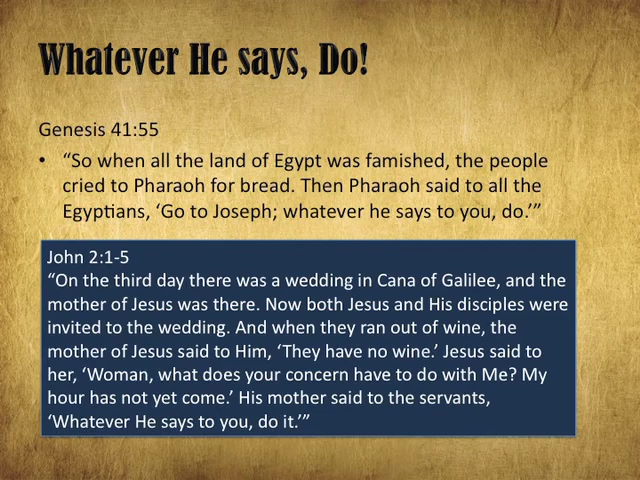 Whatever He says, Do!
Genesis 41:55
• “So when all the land of Egypt was famished, the people
cried to Pharaoh for bread. Then Pharaoh said to all the
Egyptians, ‘Go to Joseph; whatever he says to you, do.’”
John 2:1-5
“On the third day there was a wedding in Cana of Galilee, and the
mother of Jesus was there. Now both Jesus and His disciples were
invited to the wedding. And when they ran out of wine, the
mother of Jesus said to Him, ‘They have no wine.’ Jesus said to
her, ‘Woman, what does your concern have to do with Me? My
hour has not yet come.’ His mother said to the servants,
‘Whatever He says to you, do it.’”